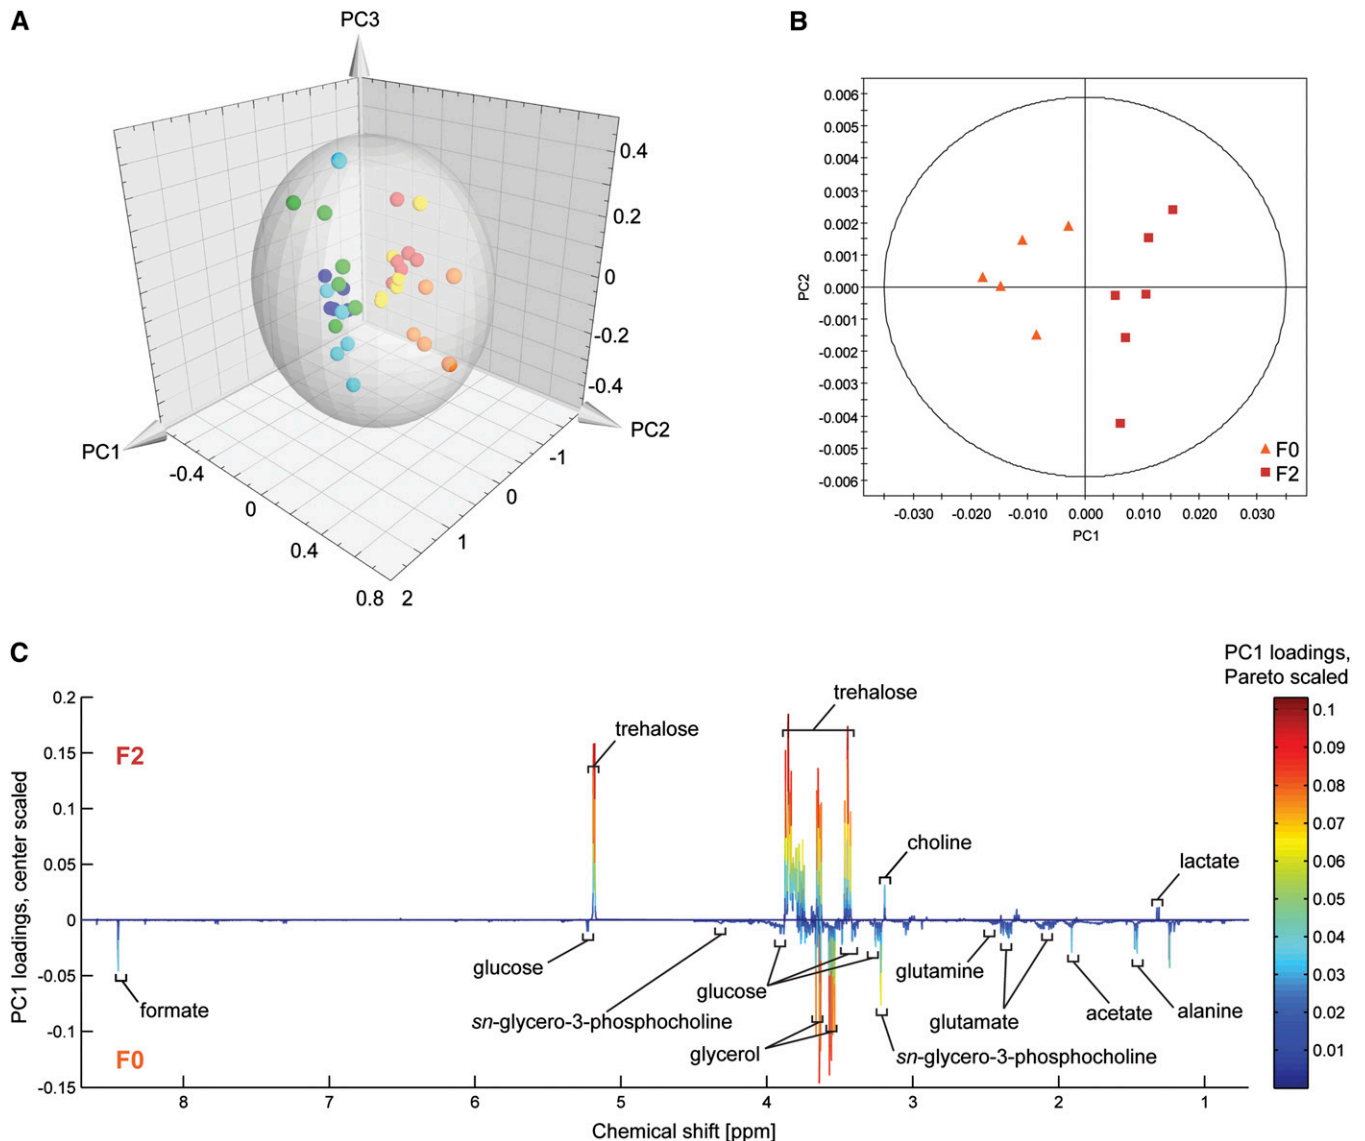 A
PC3
0.4
0.2
0
-0.2
-0.4
PC2
-1
0
1
2
PC1
-0.4
0
0.4
0.8
B
0.006
0.005
0.004
0.003
0.002
0.001
0.000
-0.001
-0.002
-0.003
-0.004
-0.005
-0.006
PC2
F0
F2
-0.030
-0.020
-0.010
0.000
0.010
0.020
0.030
PC1
C
PC1 loadings,
Pareto scaled
PC1 loadings, center scaled
0.2
0.15
0.1
0.05
0
-0.05
-0.1
-0.15
F2
F0
trehalose
trehalose
choline
lactate
formate
glucose
sn-glycero-3-phosphocholine
glucose
glycerol
glutamine
glutamate
sn-glycero-3-phosphocholine
acetate
alanine
8
7
6
5
4
3
2
1
Chemical shift [ppm]
0.1
0.09
0.08
0.07
0.06
0.05
0.04
0.03
0.02
0.01